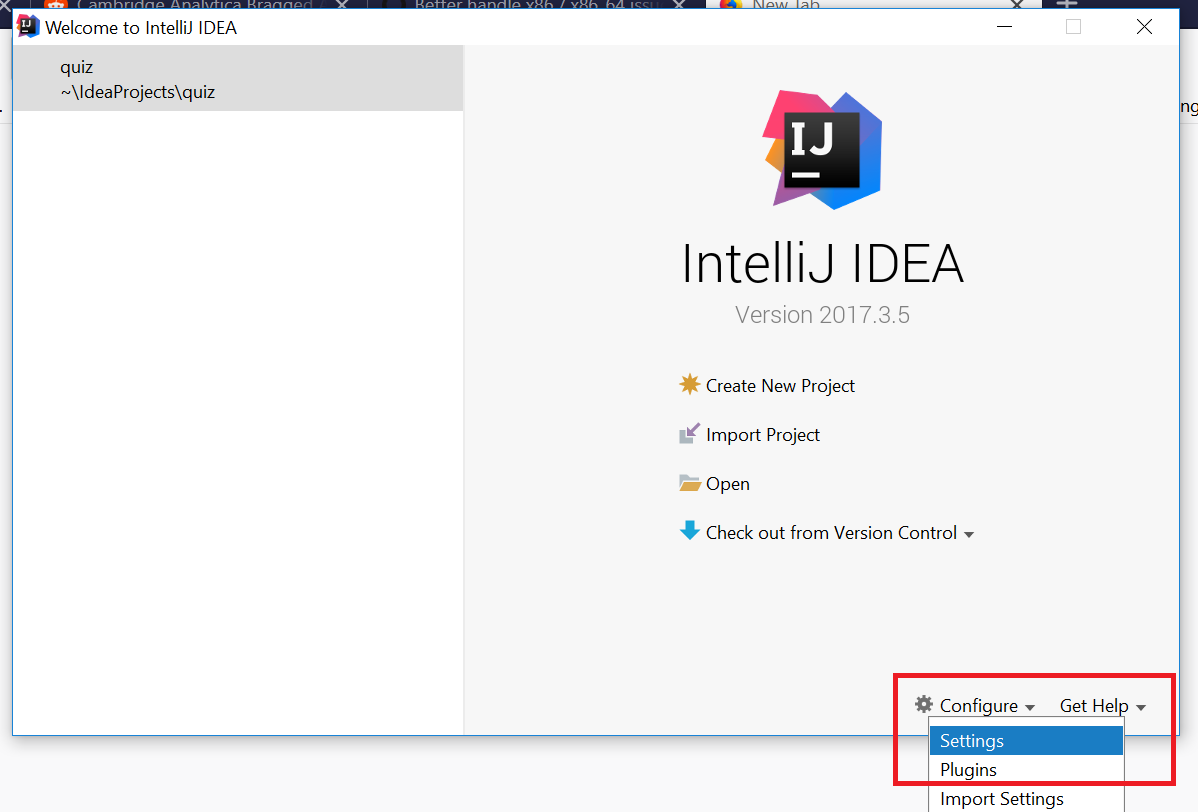 Cambridge Analytica Bragged
Better handle x86 / x86_64 issu
New Tab
Welcome to IntelliJ IDEA
quiz
~\IdeaProjects\quiz
IJ
IntelliJ IDEA
Version 2017.3.5
Create New Project
Import Project
Open
Check out from Version Control
Configure
Get Help
Settings
Plugins
Import Settings
ng